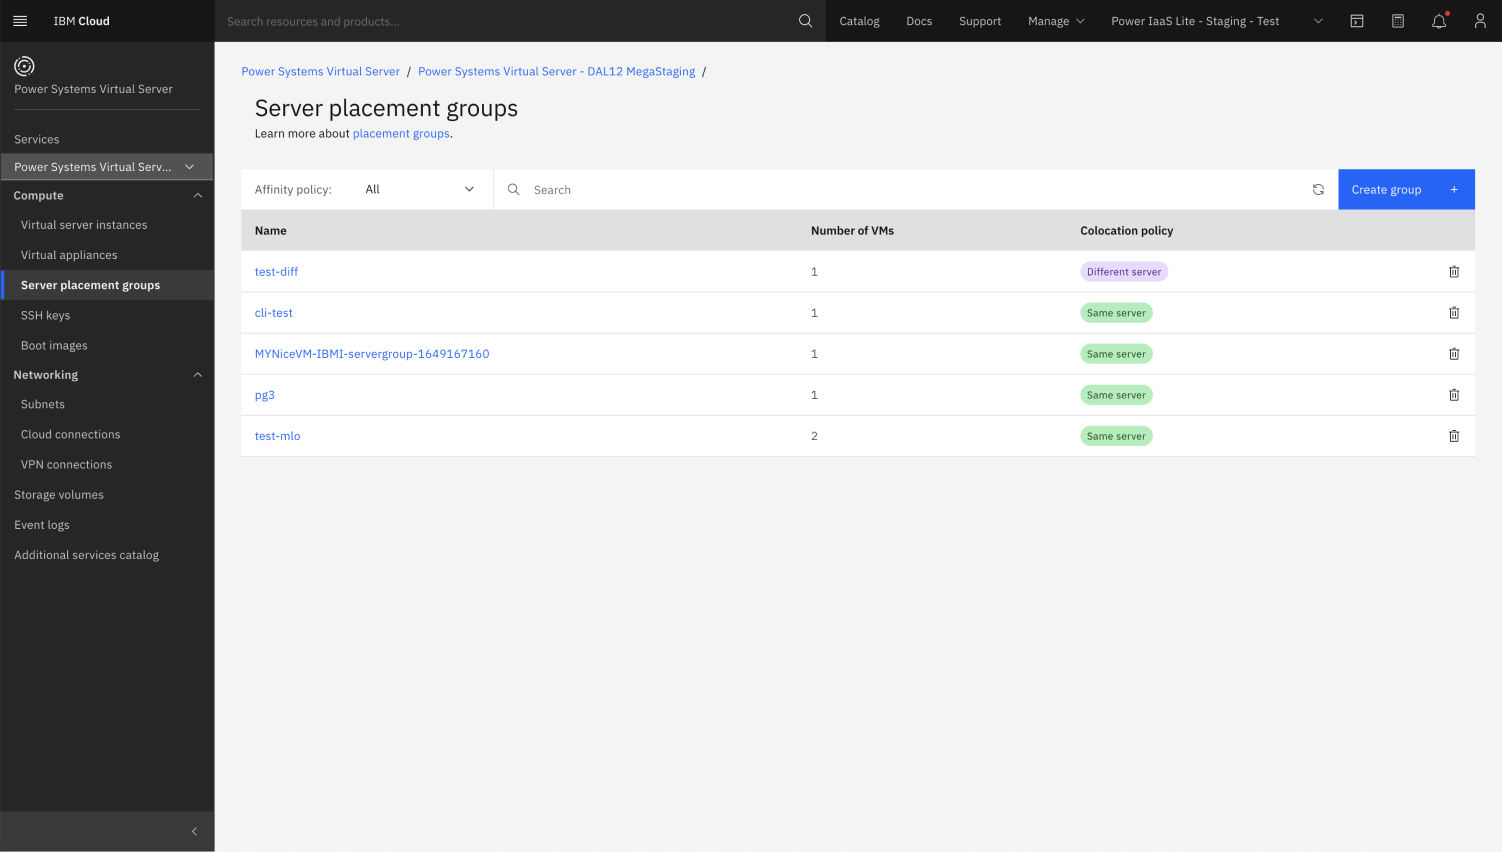 IBM Cloud
Search resources and products...
Catalog
Docs
Support
Manage
Power IaaS Lite - Staging - Test
Power Systems Virtual Server
Services
Power Systems Virtual Serv...
Compute
Virtual server instances
Virtual appliances
Server placement groups
SSH keys
Boot images
Networking
Subnets
Cloud connections
VPN connections
Storage volumes
Event logs
Additional services catalog
Power Systems Virtual Server / Power Systems Virtual Server - DAL12 MegaStaging /
Server placement groups
Learn more about placement groups.
Affinity policy: All
Search
Create group +
Name Number of VMs Colocation policy
test-diff 1 Different server
cli-test 1 Same server
MYNiceVM-IBMI-servergroup-1649167160 1 Same server
pg3 1 Same server
test-mlo 2 Same server